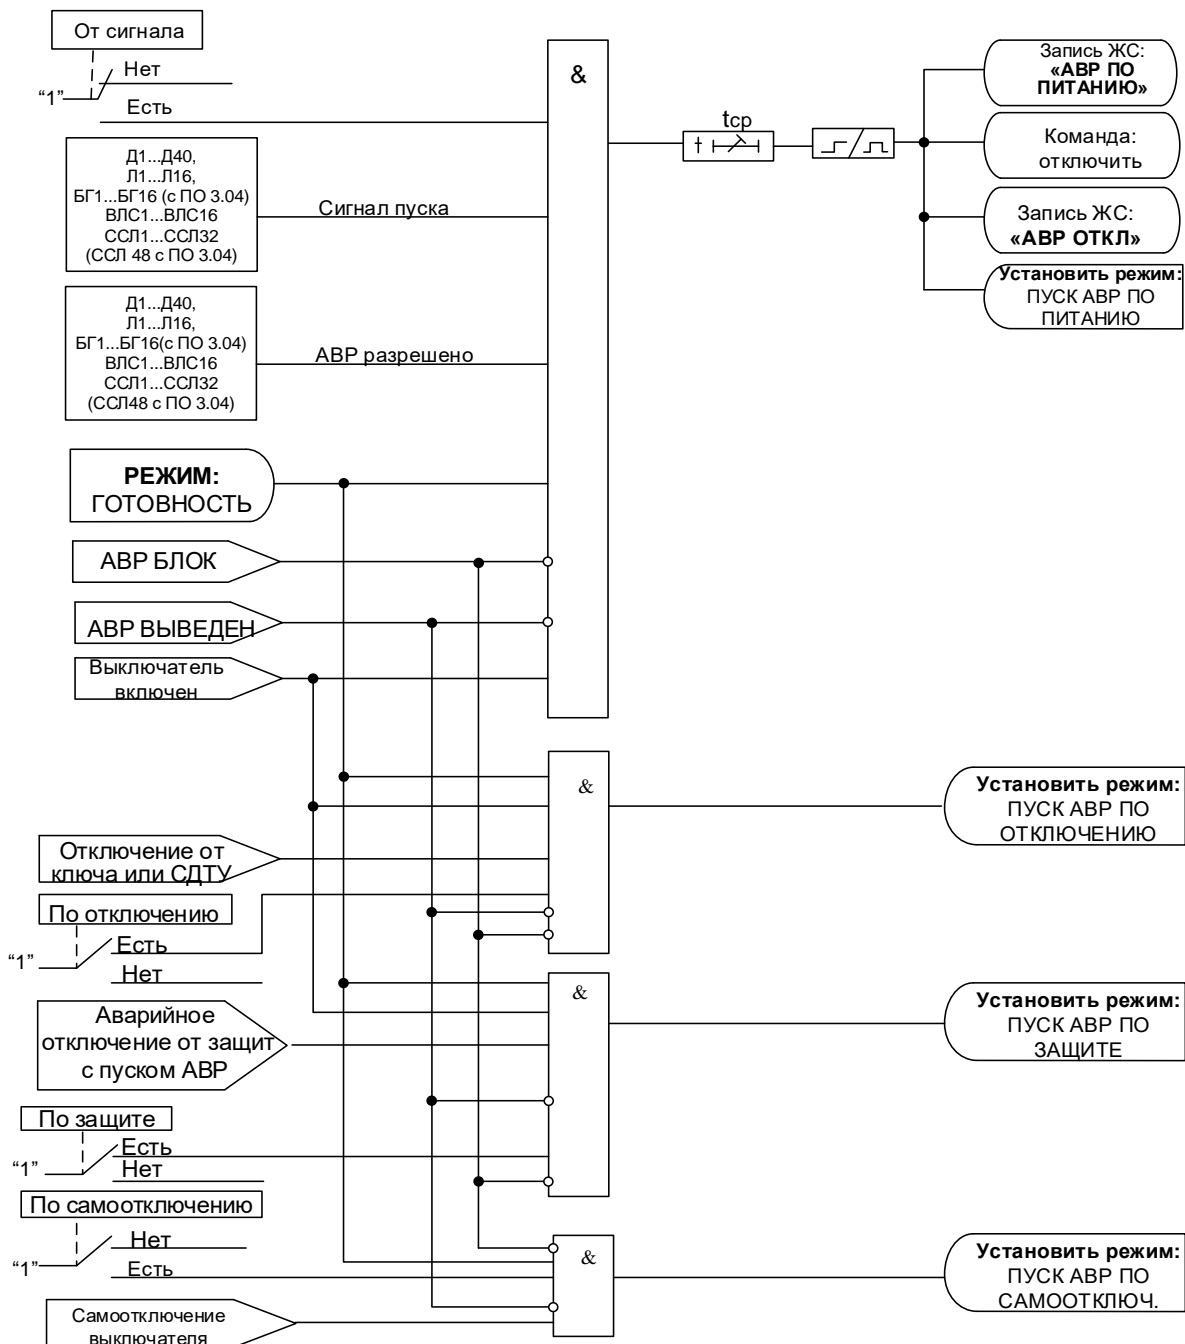 От сигнала
“1”
Нет
Есть
&
tср
t
Запись ЖС:
«АВР ПО
ПИТАНИЮ»
Команда:
отключить
Запись ЖС:
«АВР ОТКЛ»
Установить режим:
ПУСК АВР ПО
ПИТАНИЮ
Д1...Д40,
Л1...Л16,
БГ1...БГ16 (с ПО 3.04)
ВЛС1...ВЛС16
ССЛ1...ССЛ32
(ССЛ 48 с ПО 3.04)
Сигнал пуска
Д1...Д40,
Л1...Л16,
БГ1...БГ16(с ПО 3.04)
ВЛС1...ВЛС16
ССЛ1...ССЛ32
(ССЛ48 с ПО 3.04)
АВР разрешено
РЕЖИМ:
ГОТОВНОСТЬ
АВР БЛОК
АВР ВЫВЕДЕН
Выключатель
включен
&
Установить режим:
ПУСК АВР ПО
ОТКЛЮЧЕНИЮ
Отключение от
ключа или СДТУ
По отключению
“1”
Есть
Нет
&
Установить режим:
ПУСК АВР ПО
ЗАЩИТЕ
Аварийное
отключение от защит
с пуском АВР
По защите
“1”
Есть
Нет
По самоотключению
“1”
Нет
Есть
&
Установить режим:
ПУСК АВР ПО
САМООТКЛЮЧ.
Самоотключение
выключателя